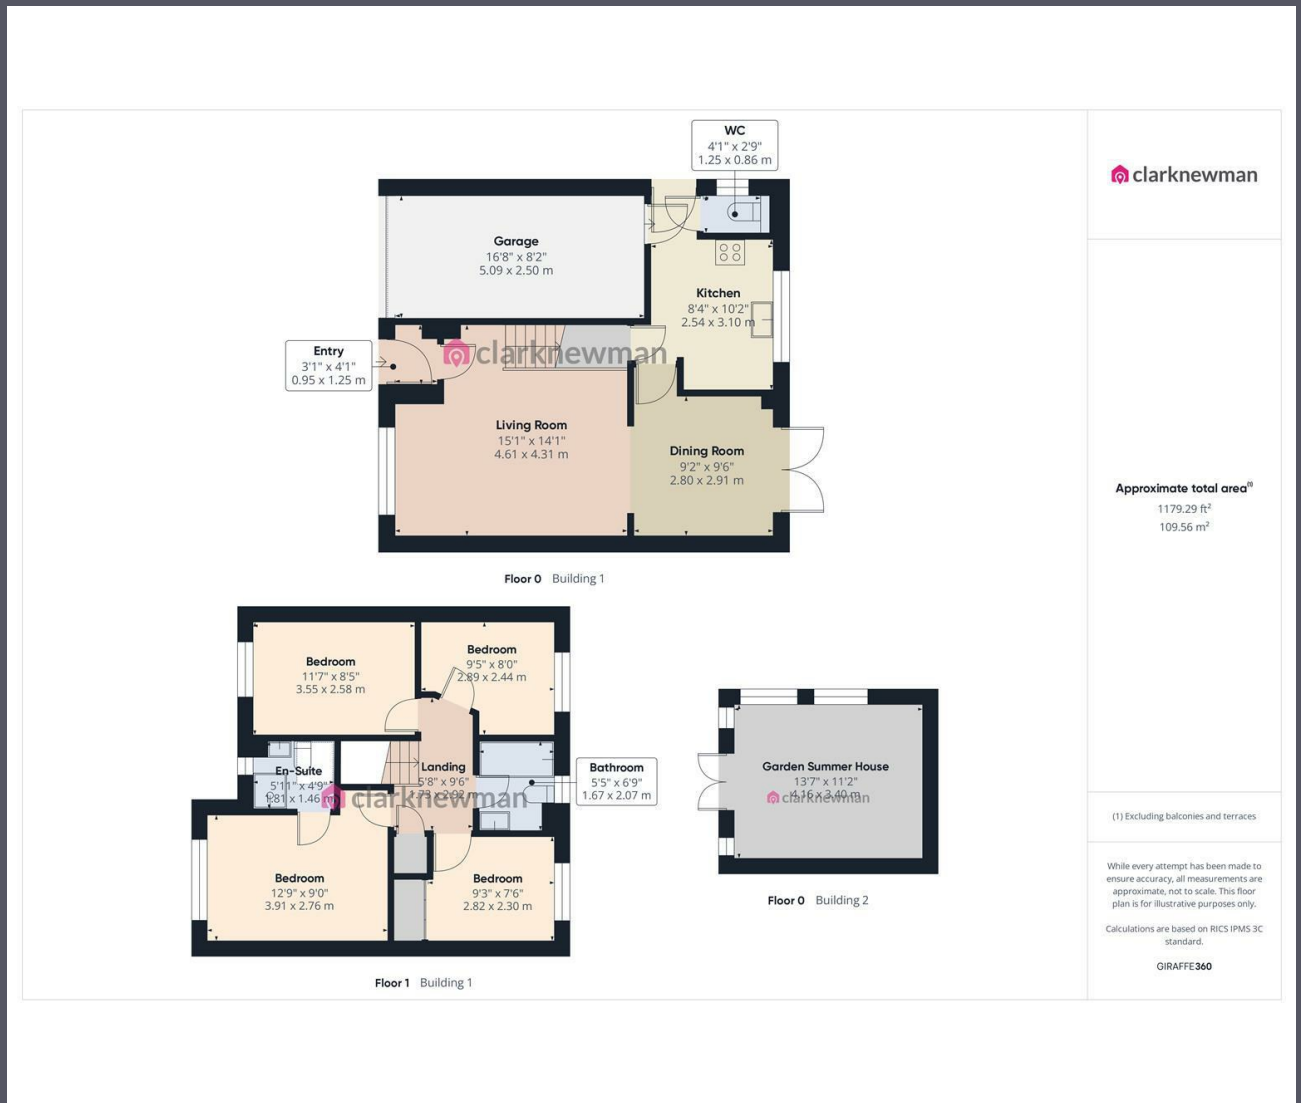 WC
4'1" x 2'9"
1.25 x 0.86 m
clarknewman
Garage
16'8" x 8'2"
5.09 x 2.50 m
Kitchen
8'4" x 10'2"
2.54 x 3.10 m
Entry
3'1" x 4'1"
0.95 x 1.25 m
clarknewman
Living Room
15'1" x 14'1"
4.61 x 4.31 m
Dining Room
9'2" x 9'6"
2.80 x 2.91 m
Approximate total area(1)
1179.29 ft²
109.56 m²
Floor 0 Building 1
Bedroom
11'7" x 8'5"
3.55 x 2.58 m
Bedroom
9'5" x 8'0"
2.89 x 2.44 m
En-Suite
5'11" x 4'9"
1.81 x 1.46 m
Landing
5'8" x 9'6"
1.73 x 2.92 m
clarknewman
Bathroom
5'5" x 6'9"
1.67 x 2.07 m
Garden Summer House
13'7" x 11'2"
4.16 x 3.40 m
clarknewman
Bedroom
12'9" x 9'0"
3.91 x 2.76 m
Bedroom
9'3" x 7'6"
2.82 x 2.30 m
Floor 0 Building 2
Floor 1 Building 1
(1) Excluding balconies and terraces
While every attempt has been made to
ensure accuracy, all measurements are
approximate, not to scale. This floor
plan is for illustrative purposes only.
Calculations are based on RICS IPMS 3C
standard.
GIRAFFE360